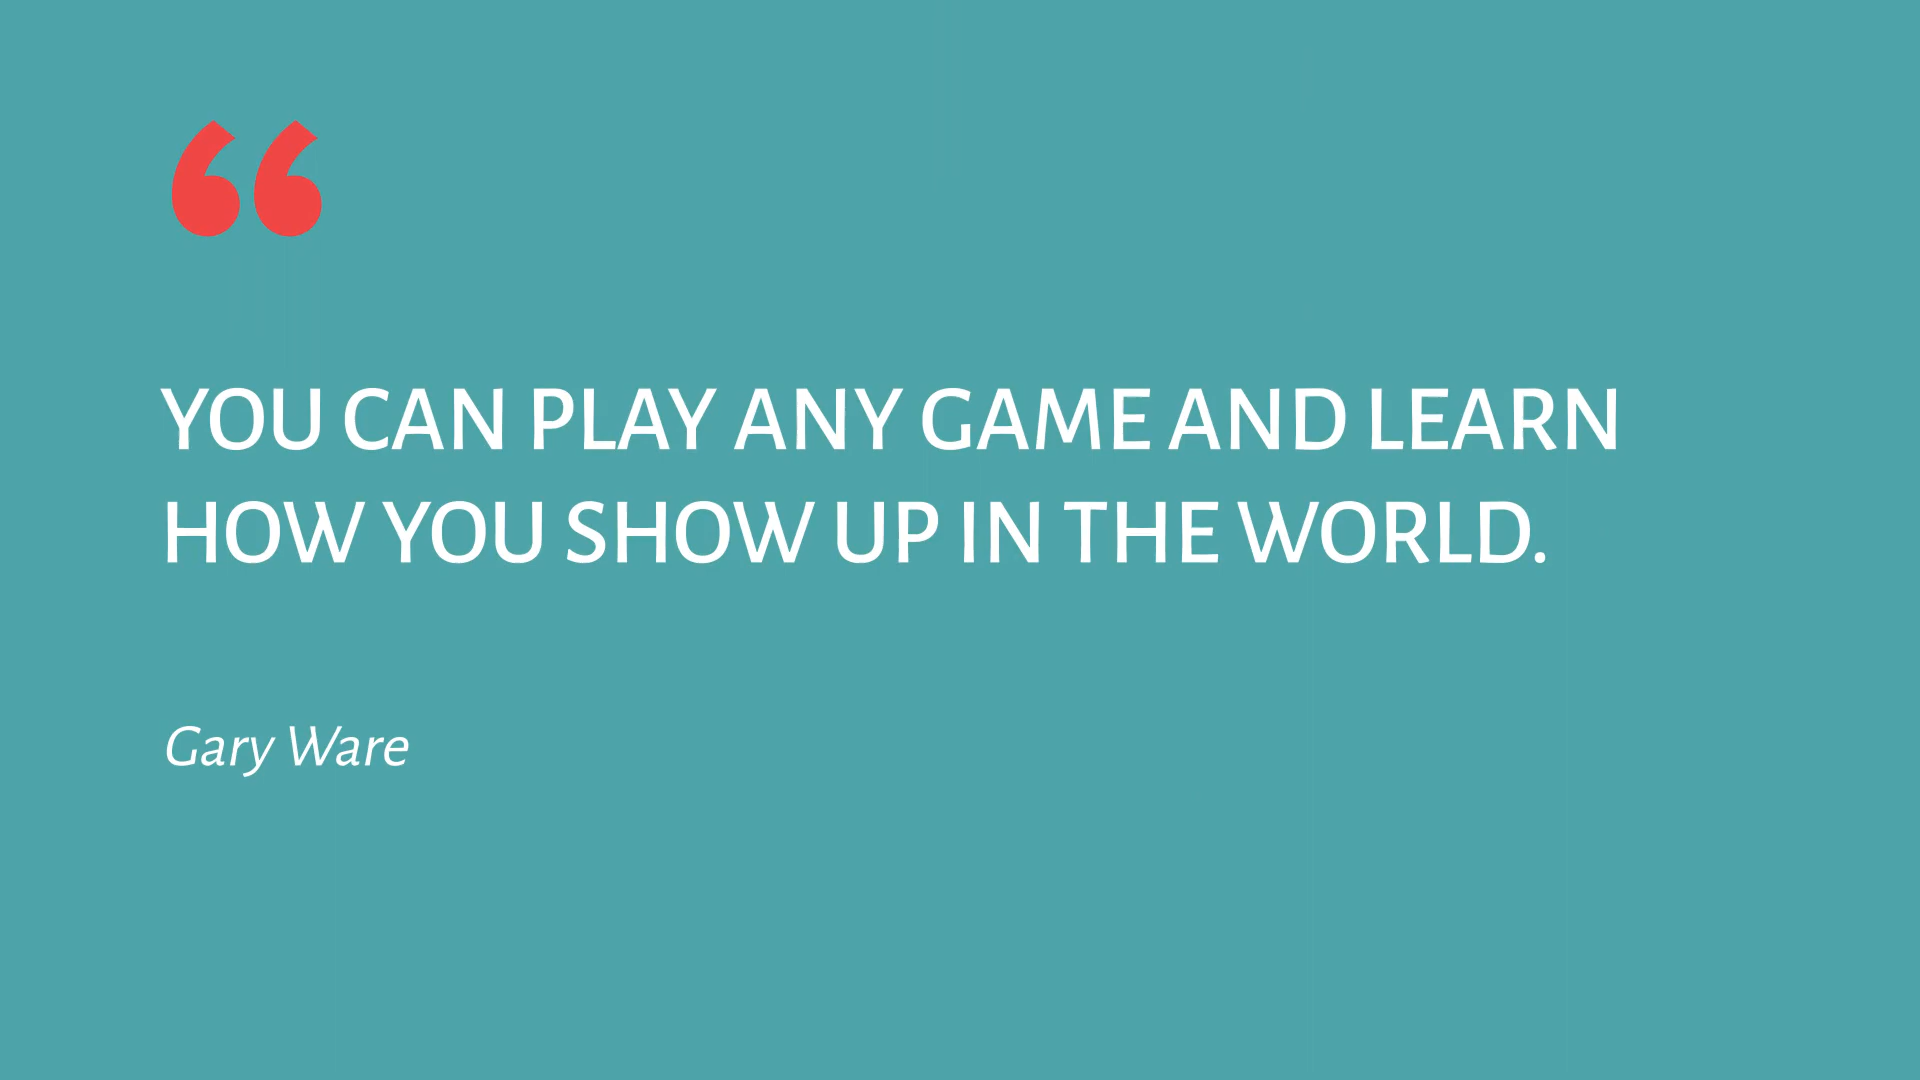 “
YOU CAN PLAY ANY GAME AND LEARN
HOW YOU SHOW UP IN THE WORLD.
Gary Ware